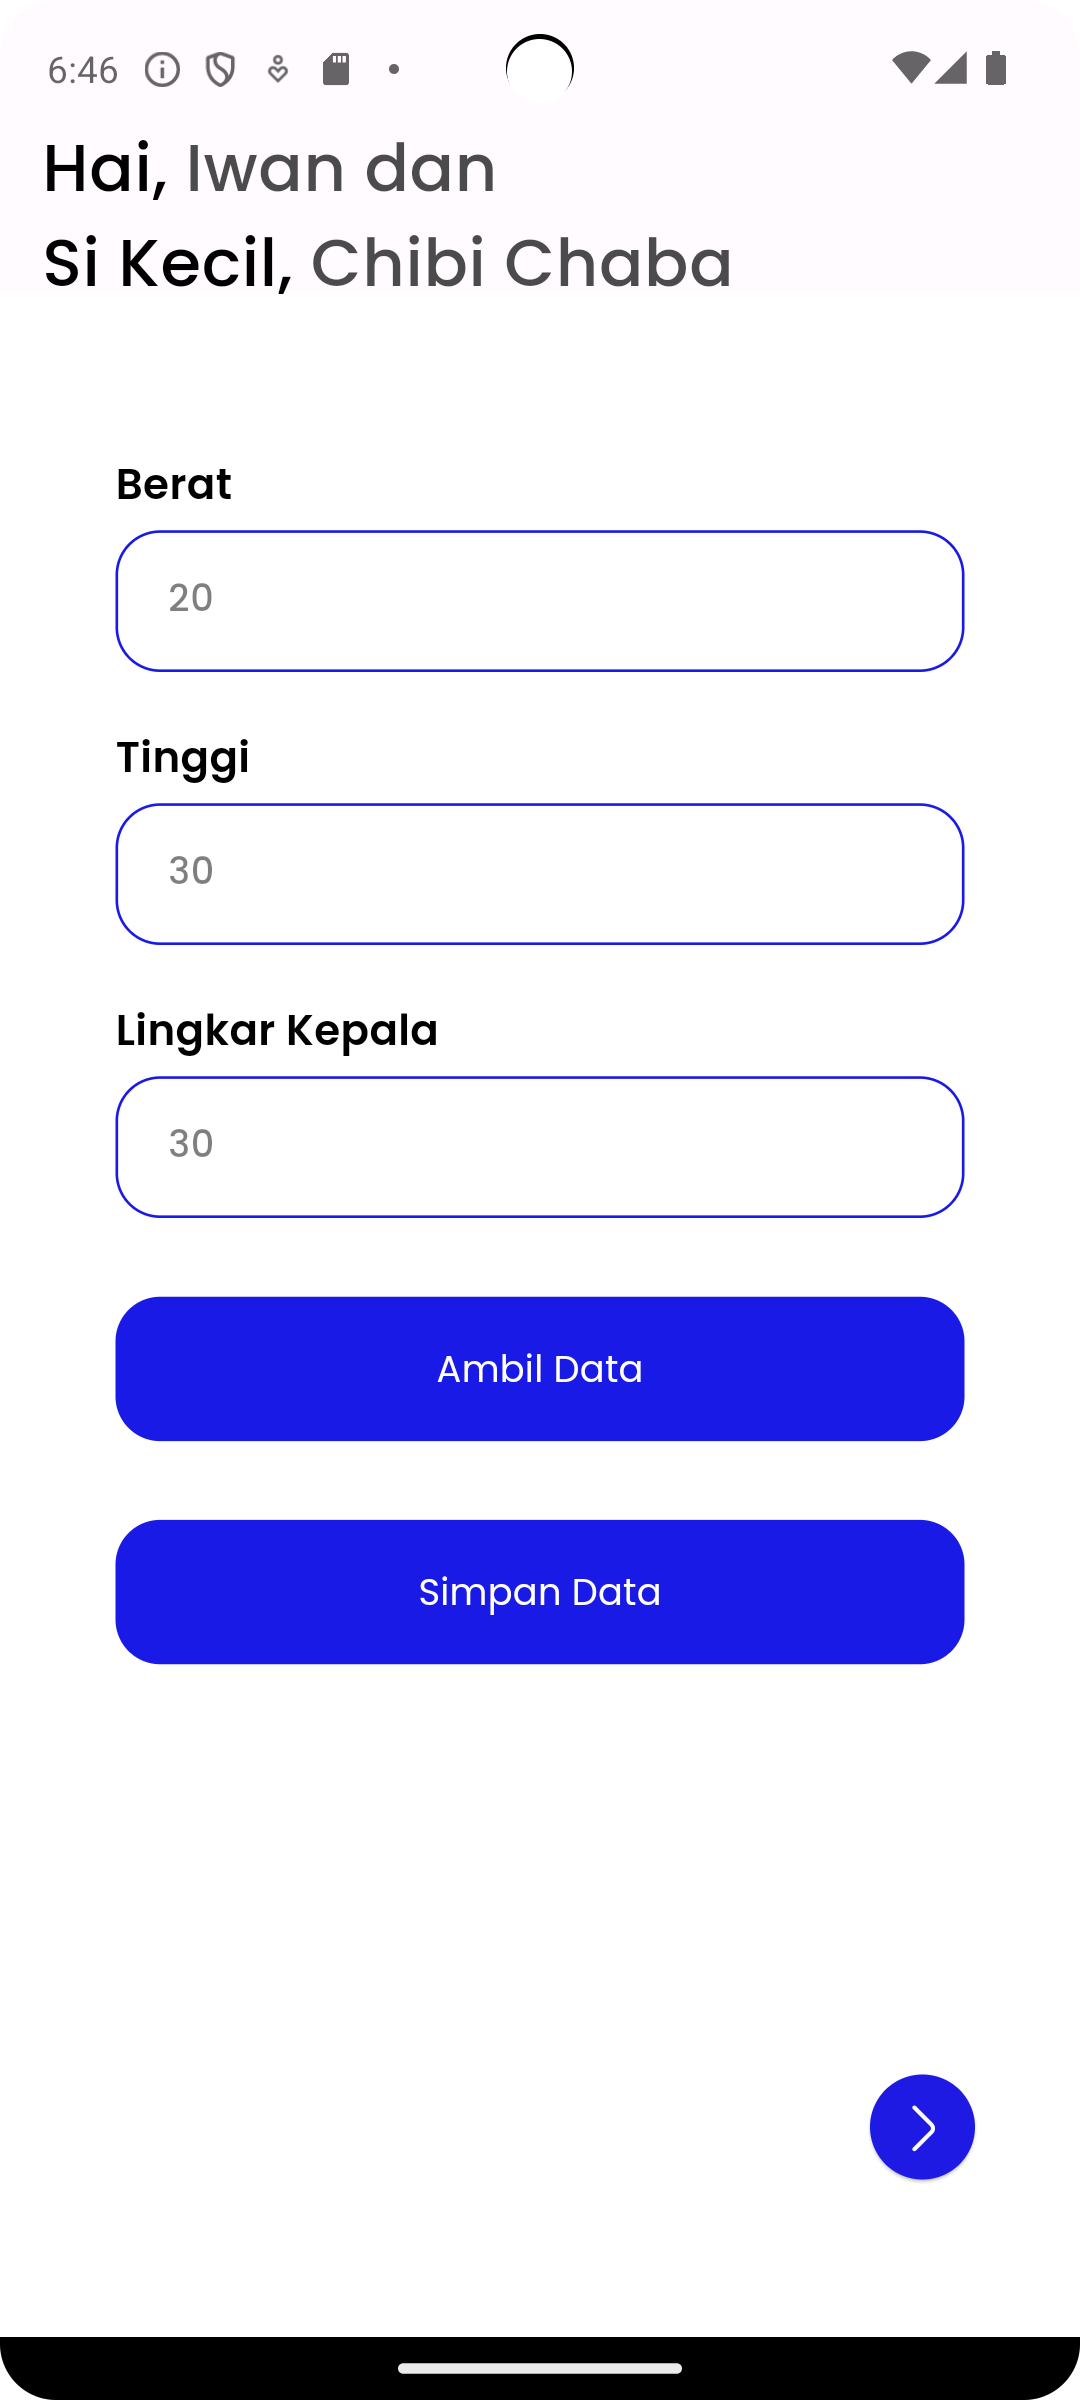 6:46
Hai, Iwan dan
Si Kecil, Chibi Chaba
Berat
20
Tinggi
30
Lingkar Kepala
30
Ambil Data
Simpan Data